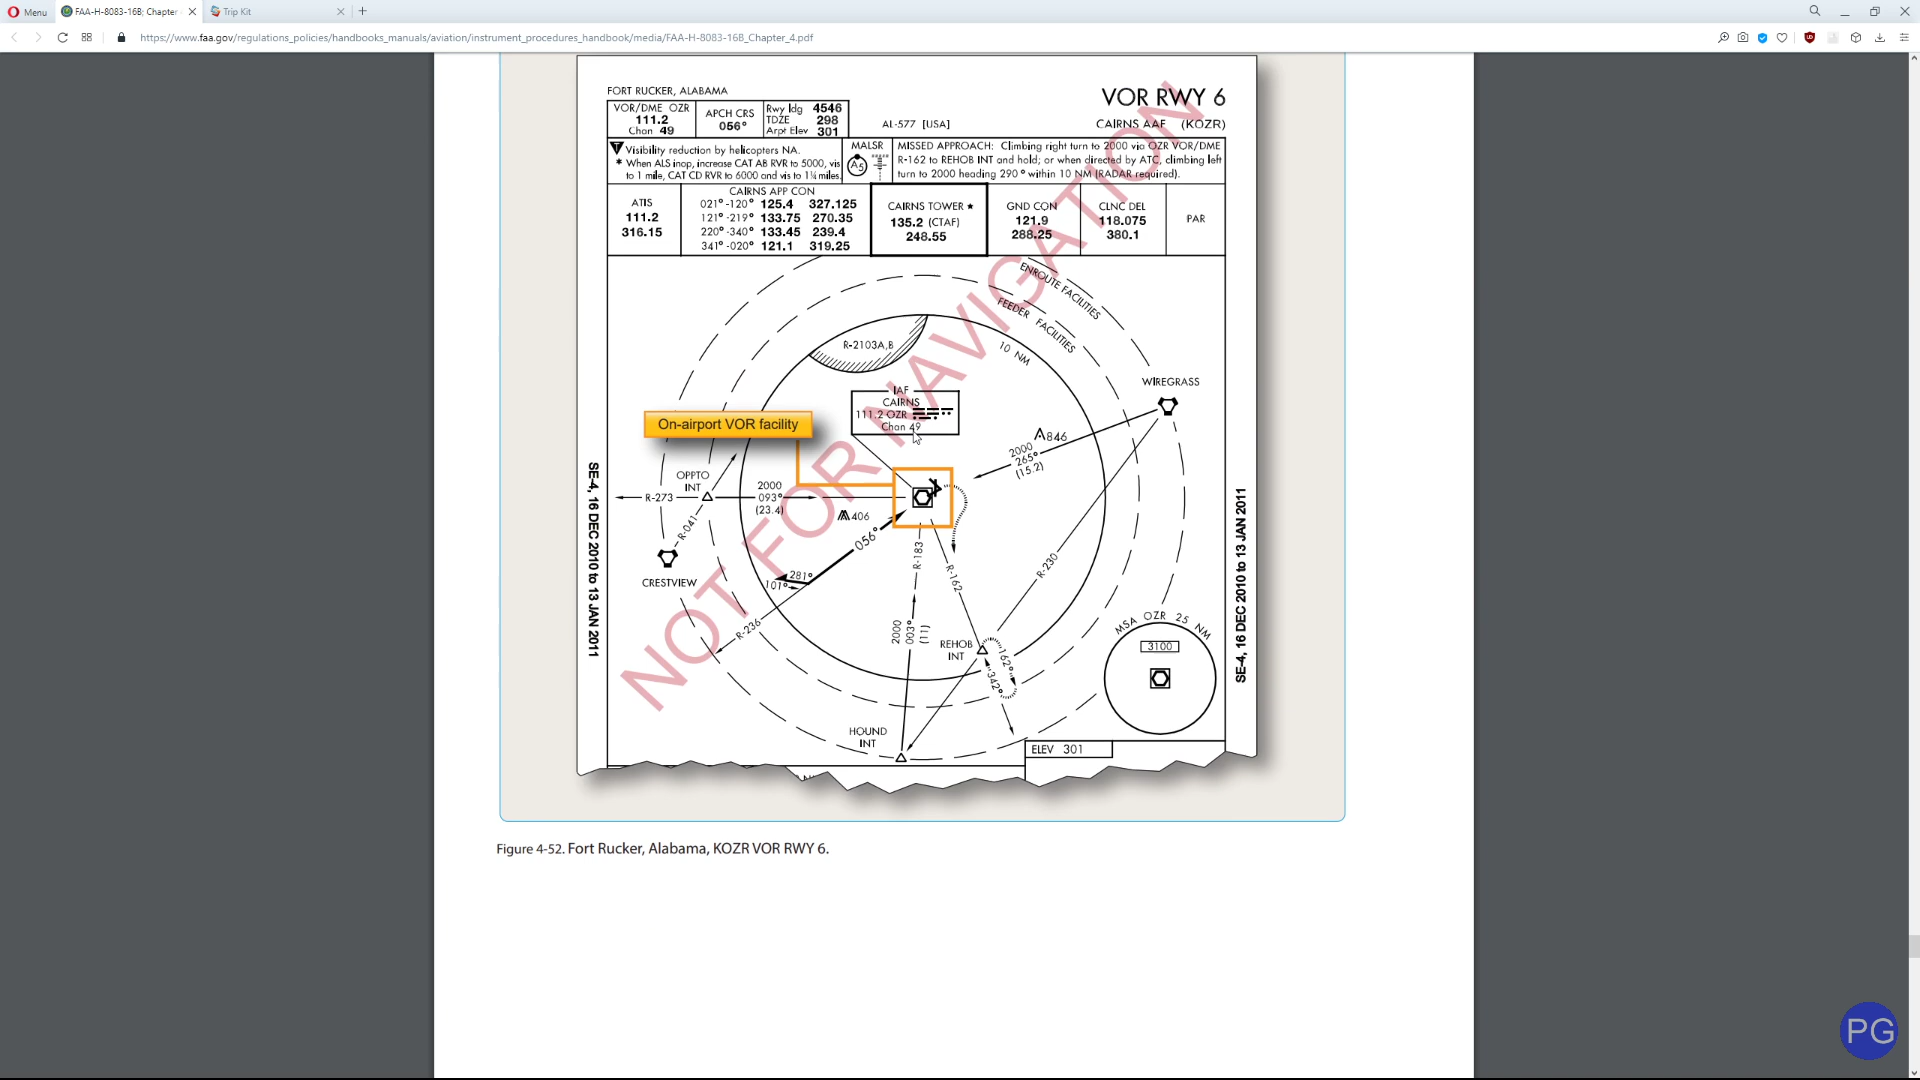 Menu
FAA-H-8083-16B; Chapter
Trip Kit
https://www.faa.gov/regulations_policies/handbooks_manuals/aviation/instrument_procedures_handbook/media/FAA-H-8083-16B_Chapter_4.pdf
FORT RUCKER, ALABAMA
VOR RWY 6
VOR/DME OZR
111.2
Chan 49
APCH CRS
056°
Rwy ldg 4546
TDZE 298
Arpt Elev 301
AL-577 [USA]
CAIRNS AAF (KOZR)
T
Visibility reduction by helicopters NA.
* When ALS inop, increase CAT AB RVR to 5000, vis
to 1 mile, CAT CD RVR to 6000 and vis to 1¼ miles.
MALSR
A5
MISSED APPROACH: Climbing right turn to 2000 via OZR VOR/DME
R-162 to REHOB INT and hold; or when directed by ATC, climbing left
turn to 2000 heading 290° within 10 NM (RADAR required).
ATIS
111.2
316.15
CAIRNS APP CON
021°-120° 125.4 327.125
121°-219° 133.75 270.35
220°-340° 133.45 239.4
341°-020° 121.1 319.25
CAIRNS TOWER ★
135.2 (CTAF)
248.55
GND CON
121.9
288.25
CLNC DEL
118.075
380.1
PAR
NOT FOR NAVIGATION
ENROUTE FACILITIES
FEEDER FACILITIES
10 NM
R-2103A,B
WIREGRASS
IAF
CAIRNS
111.2 OZR
Chan 49
On-airport VOR facility
846
2000
265°
(15.2)
OPPTO
INT
R-273
2000
093°
(23.4)
406
056°
R-041
CRESTVIEW
281°
101°
R-236
R-183
R-162
R-230
2000
003°
(11)
REHOB
INT
162°
342°
HOUND
INT
MSA OZR 25 NM
3100
ELEV 301
SE-4, 16 DEC 2010 to 13 JAN 2011
SE-4, 16 DEC 2010 to 13 JAN 2011
Figure 4-52. Fort Rucker, Alabama, KOZR VOR RWY 6.
PG